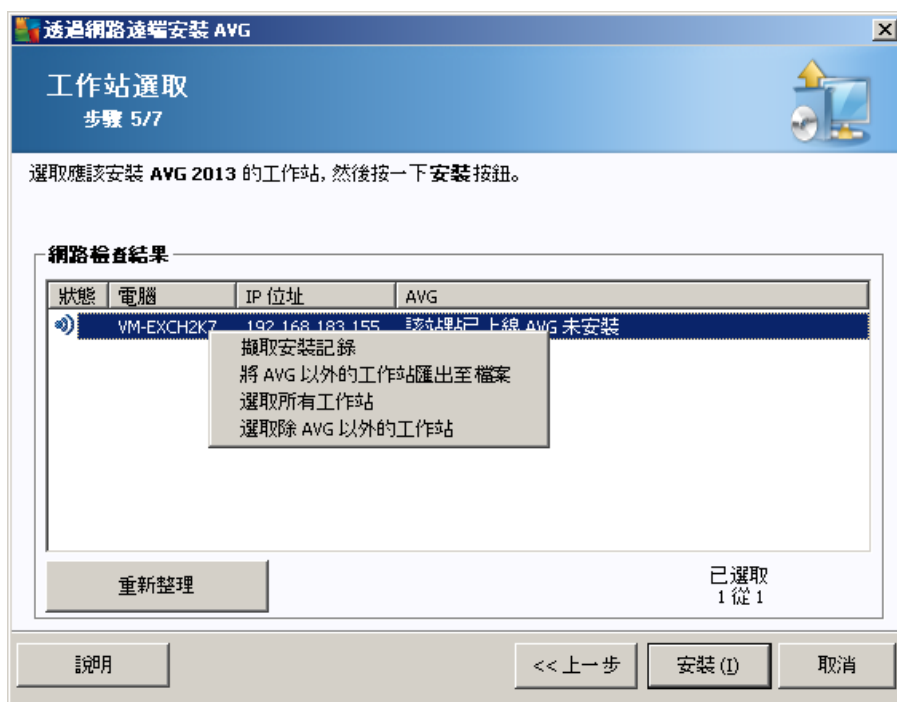 透過網路遠端安裝 AVG
工作站選取
步驟 5/7
選取應該安裝 AVG 2013 的工作站, 然後按一下安裝按鈕。
網路檢查結果
狀態 電腦 IP 位址 AVG
VM-EXCH2K7 192.168.183.155 該站點已上線 AVG 未安裝
擷取安裝記錄
將 AVG 以外的工作站匯出至檔案
選取所有工作站
選取除 AVG 以外的工作站
重新整理
已選取
1 從 1
說明
<< 上一步
安裝 (I)
取消